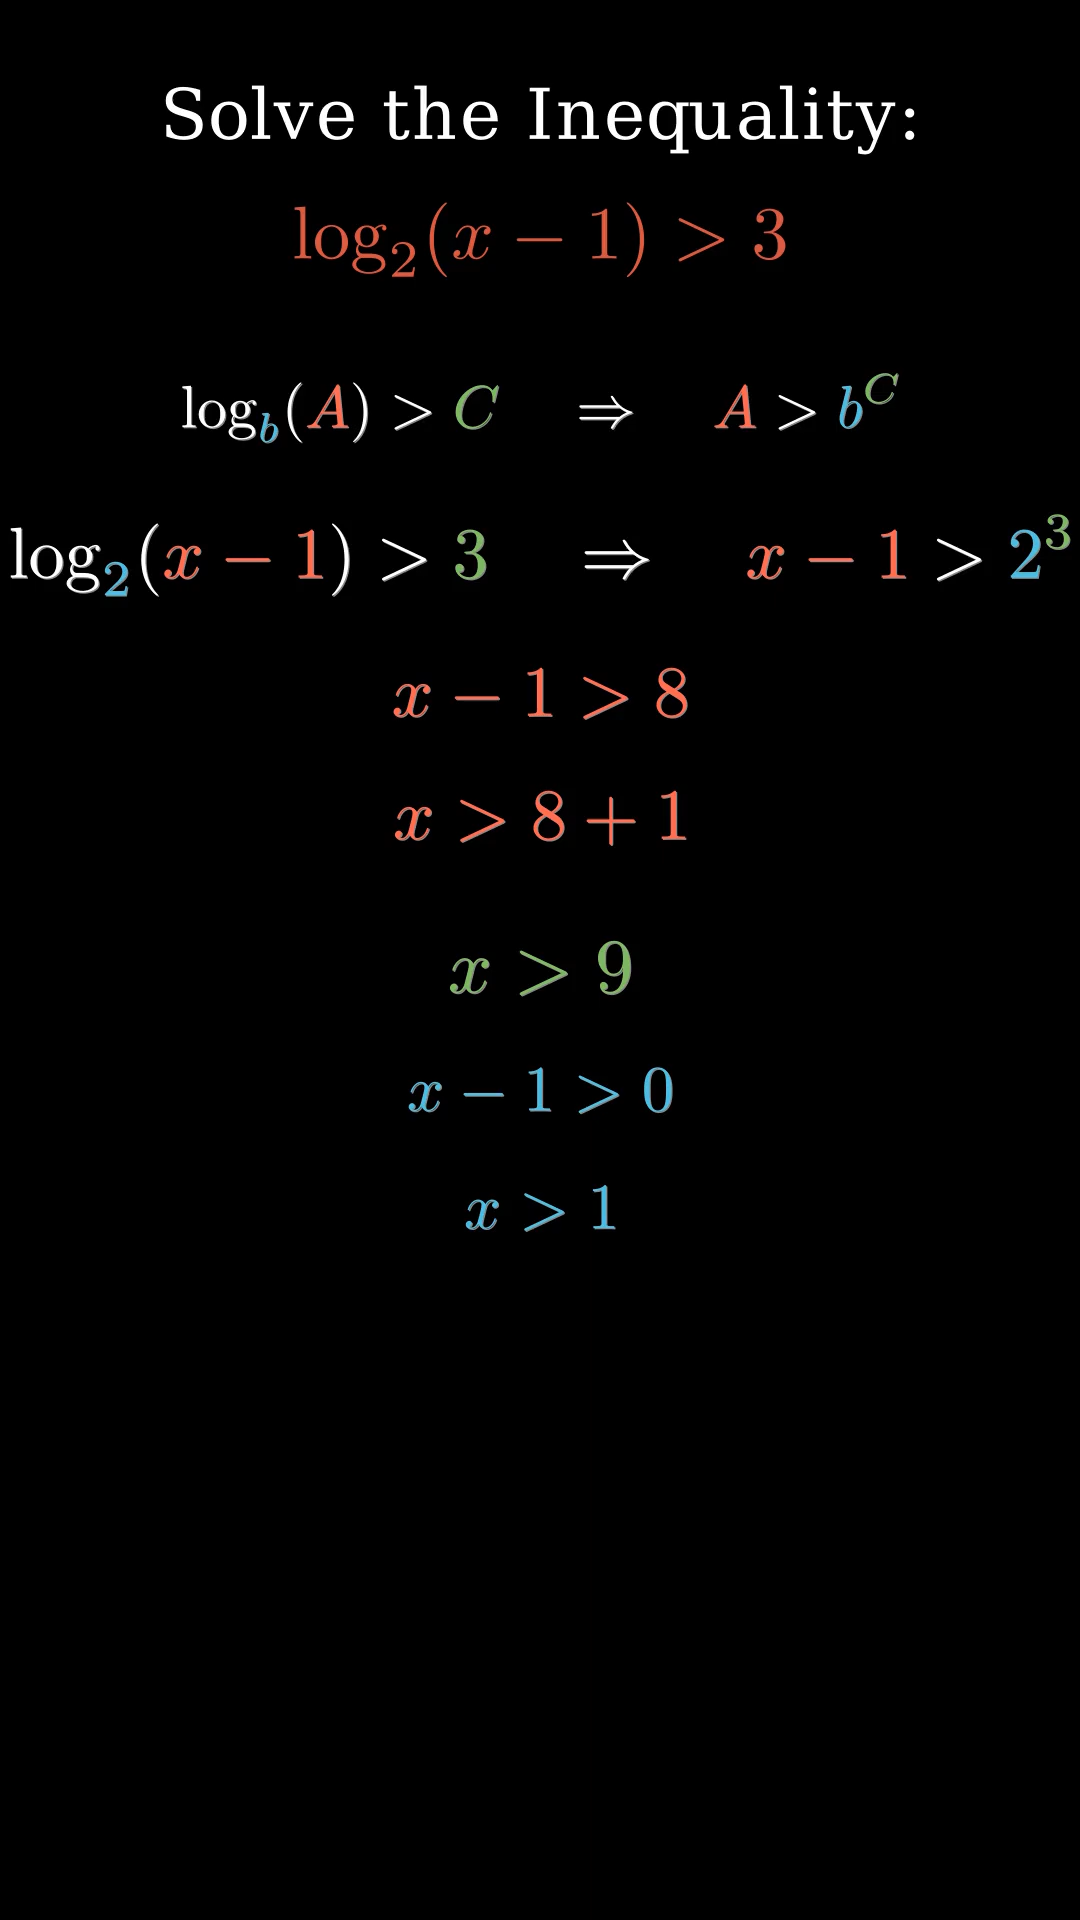 Solve the Inequality:
log₂(x − 1) > 3
log_b(A) > C ⇒ A > b^C
log₂(x − 1) > 3 ⇒ x − 1 > 2³
x − 1 > 8
x > 8 + 1
x > 9
x − 1 > 0
x > 1